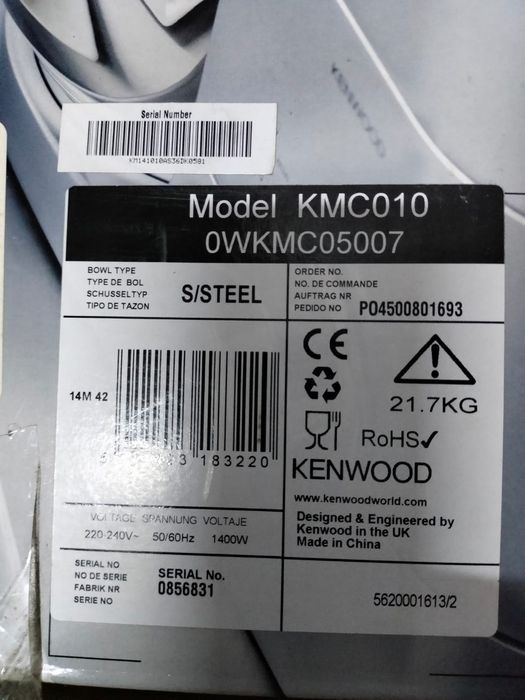 Serial Number
KM141010AS36DK0581
Model KMC010
0WKMC05007
BOWL TYPE
TYPE DE BOL
SCHUSSELTYP
TIPO DE TAZON
S/STEEL
ORDER NO.
NO. DE COMMANDE
AUFTRAG NR
PEDIDO NO
PO4500801693
CE
14M 42
183220
21.7KG
RoHS✓
KENWOOD
www.kenwoodworld.com
Designed & Engineered by
Kenwood in the UK
Made in China
VOLTAGE SPANNUNG VOLTAJE
220-240V~ 50/60Hz 1400W
SERIAL NO
NO DE SERIE
FABRIK NR
SERIE NO
SERIAL No.
0856831
5620001613/2